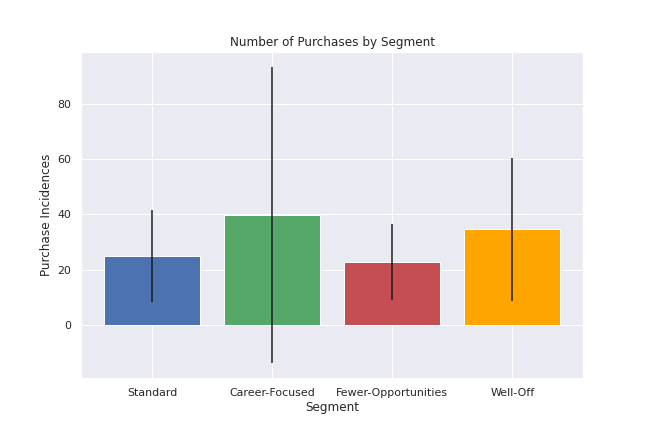 Number of Purchases by Segment
Purchase Incidences
80
60
40
20
0
Standard
Career-Focused
Fewer-Opportunities
Well-Off
Segment